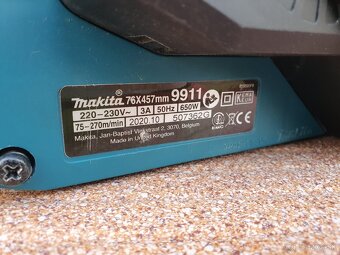 makita 76X457mm 9911
220-230V~ 3A 50Hz 650W
75-270m/min 2020.10 507362G
Makita, Jan-Baptist Vinkstraat 2, 3070, Belgium
Made in United Kingdom